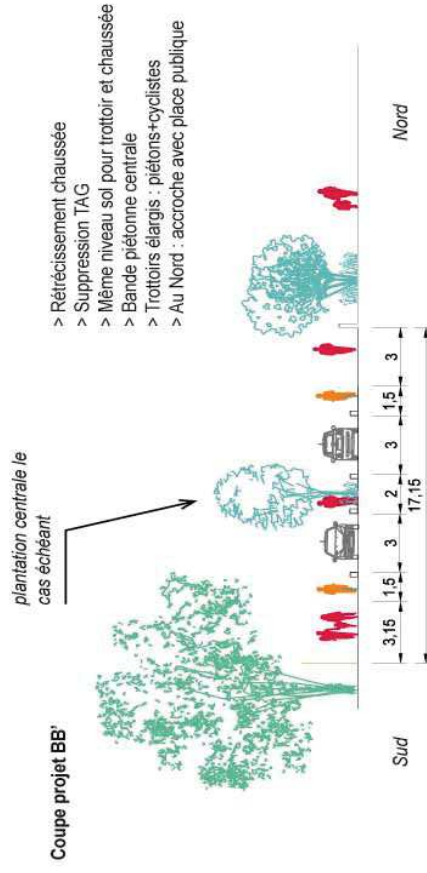 Coupe projet BB'
plantation centrale le
cas échéant
> Rétrécissement chaussée
> Suppression TAG
> Même niveau sol pour trottoir et chaussée
> Bande piétonne centrale
> Trottoirs élargis : piétons+cyclistes
> Au Nord : accroche avec place publique
Sud
Nord
3,15
1,5
3
2
3
1,5
3
17,15